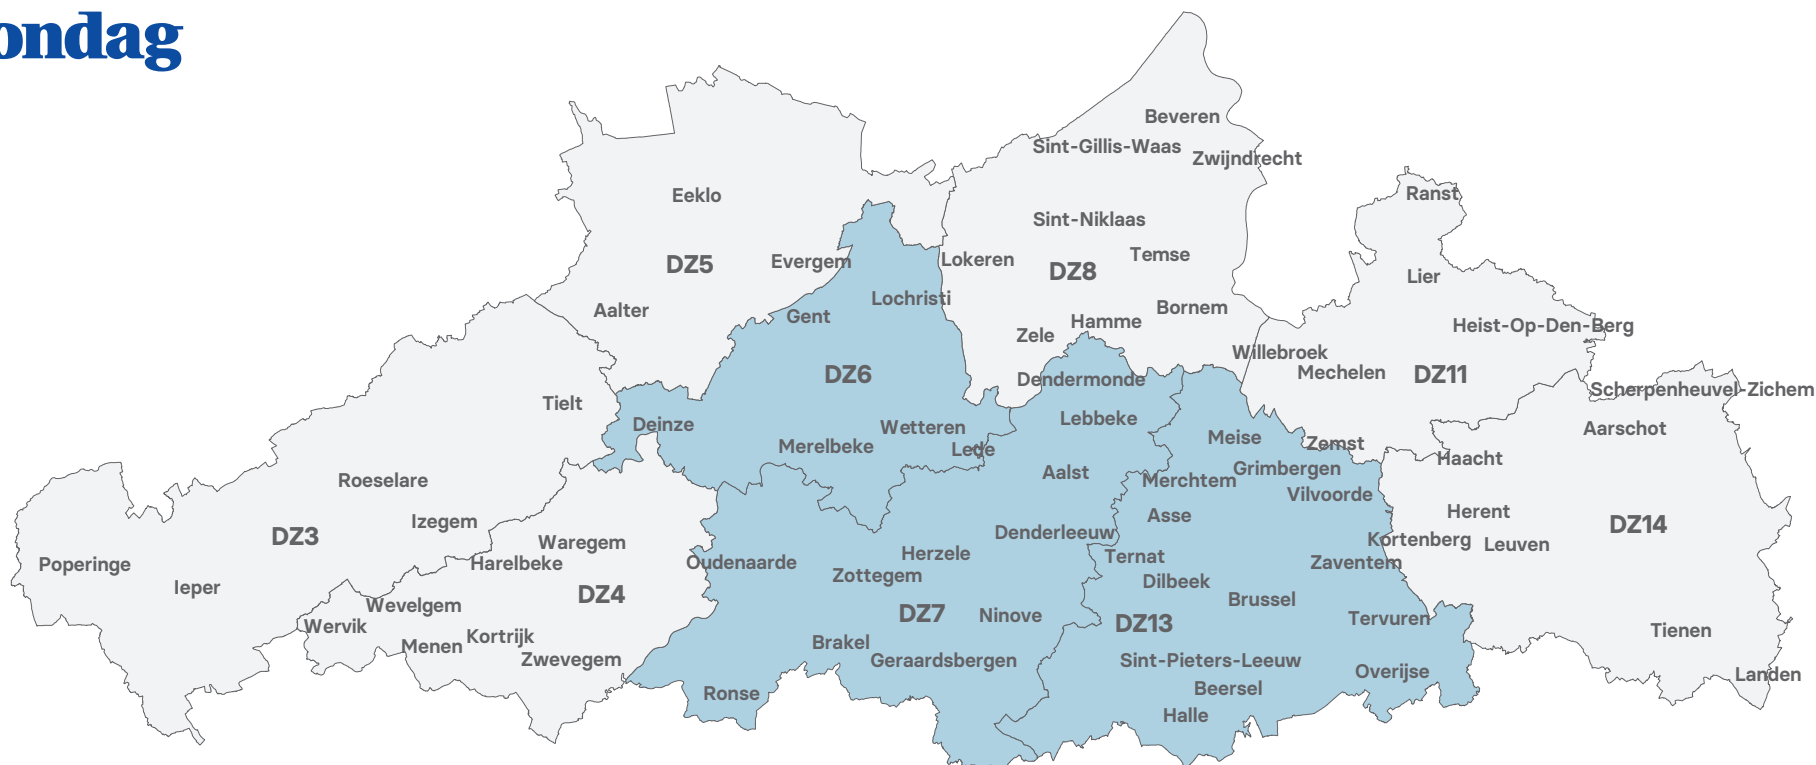 ondag
Beveren
Sint-Gillis-Waas
Zwijndrecht
Eeklo
Ranst
Sint-Niklaas
Temse
DZ5
Evergem
Lokeren
DZ8
Lier
Aalter
Gent
Lochristi
Bornem
Zele
Hamme
Heist-Op-Den-Berg
Willebroek
Mechelen
DZ11
DZ6
Dendermonde
Scherpenheuvel-Zichem
Tielt
Deinze
Lebbeke
Wetteren
Merelbeke
Lede
Meise
Zemst
Aarschot
Haacht
Grimbergen
Roeselare
Aalst
Merchtem
Vilvoorde
Izegem
Asse
Herent
DZ14
DZ3
Waregem
Denderleeuw
Kortenberg
Leuven
Poperinge
Harelbeke
Oudenaarde
Herzele
Ternat
Zaventem
Ieper
Zottegem
Dilbeek
Wevelgem
DZ4
Brussel
DZ7
Ninove
DZ13
Tervuren
Wervik
Menen
Kortrijk
Brakel
Tienen
Zwevegem
Geraardsbergen
Sint-Pieters-Leeuw
Overijse
Landen
Ronse
Beersel
Halle